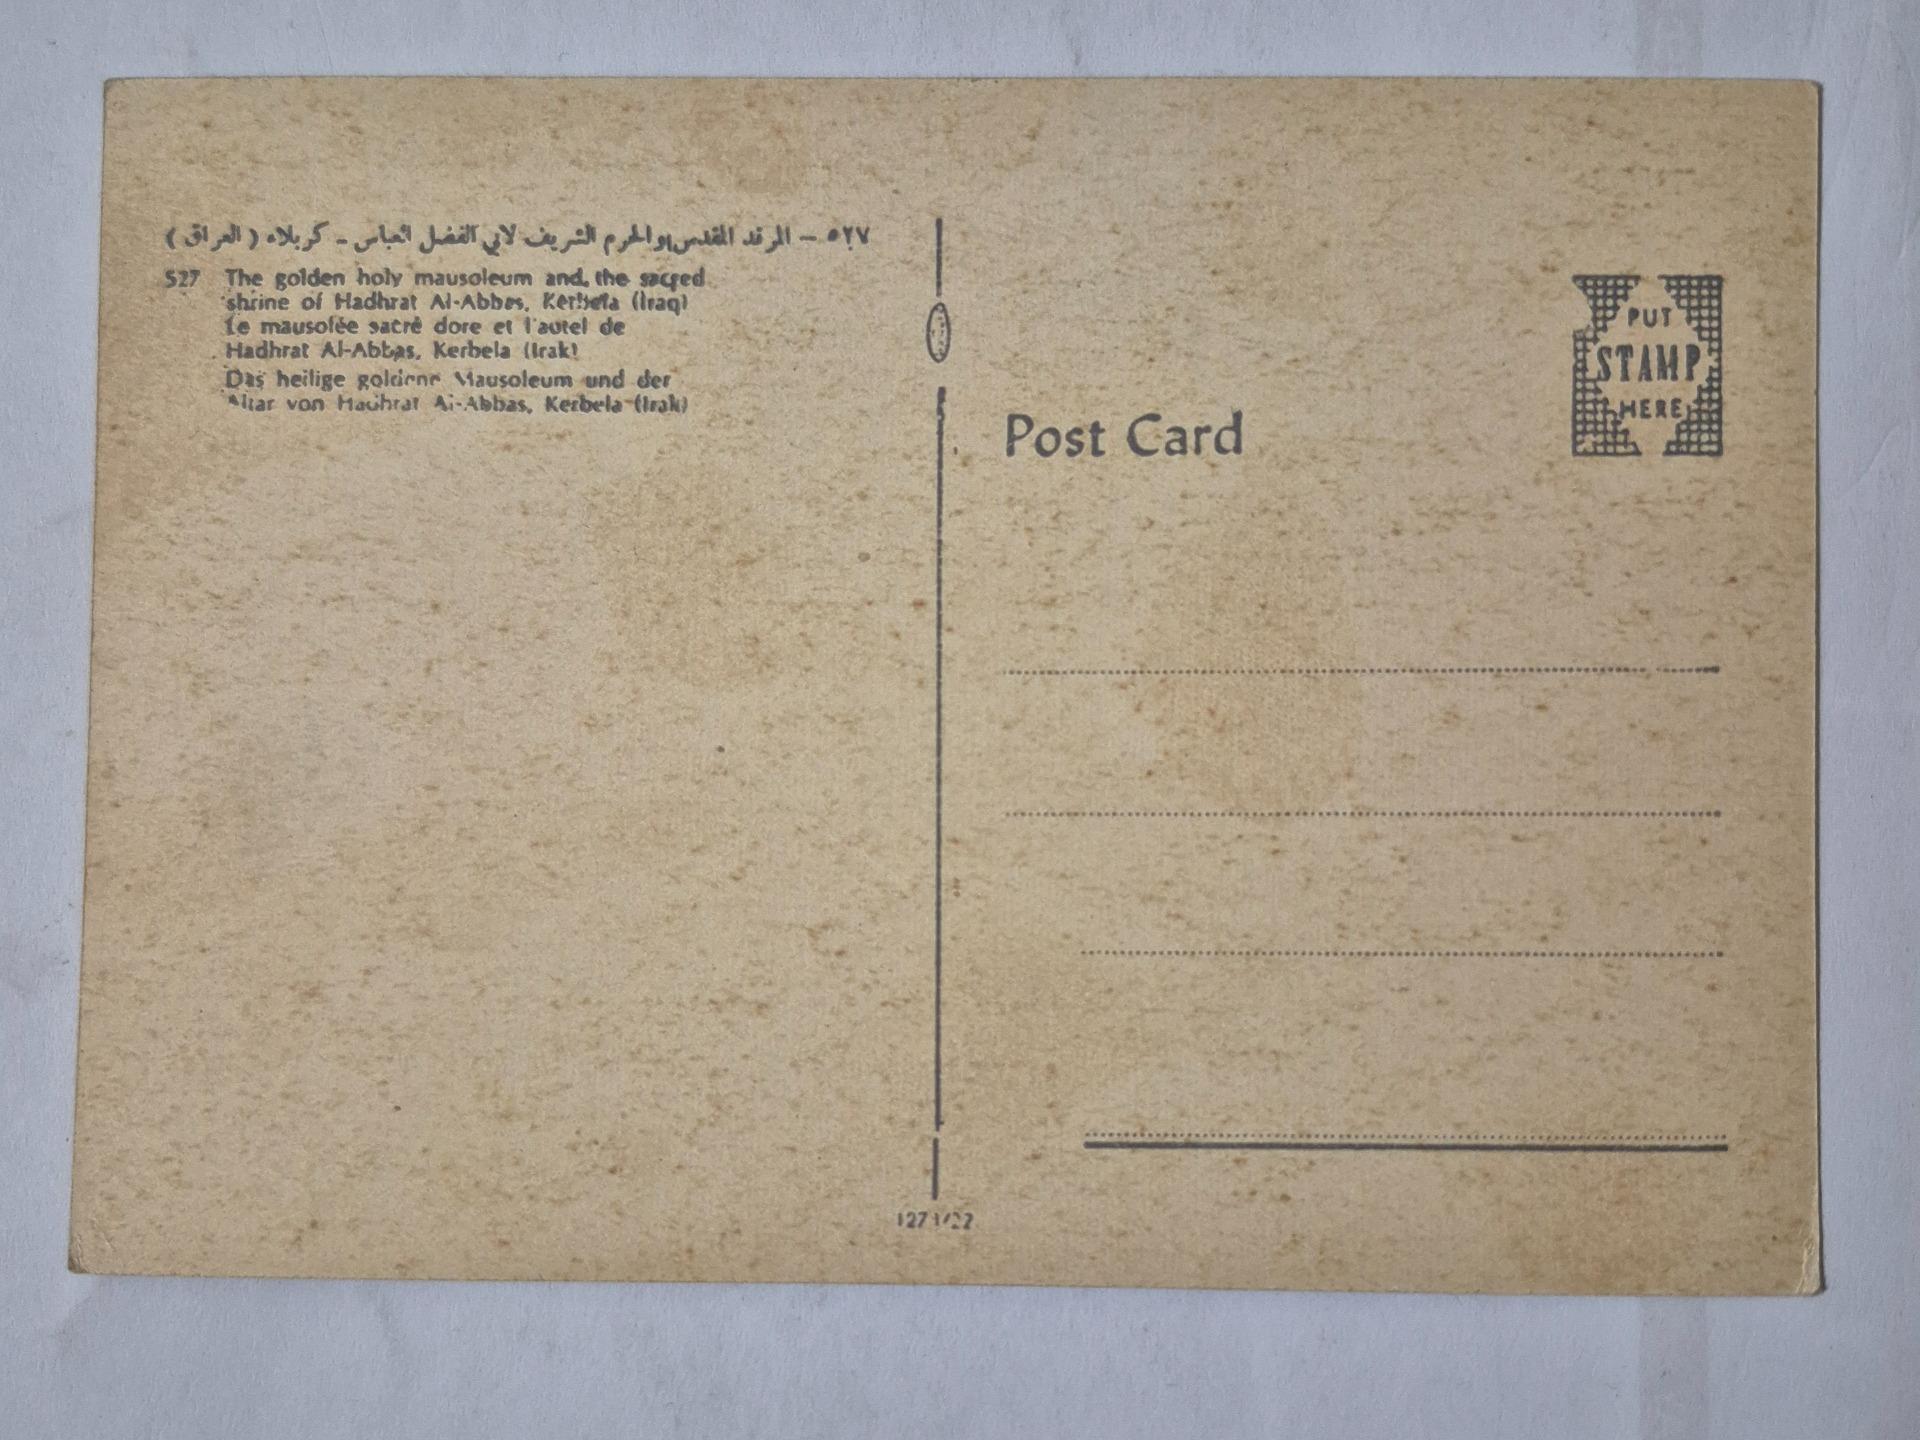 ٥٢٧ – المرقد المقدس والحرم الشريف لابي الفضل العباس - كربلاء ( العراق )
527 The golden holy mausoleum and the sacred
shrine of Hadhrat Al-Abbas, Kerbela (Iraq)
Le mausolée sacré dore et l'autel de
Hadhrat Al-Abbas, Kerbela (Irak)
Das heilige goldene Mausoleum und der
Altar von Hadhrat Al-Abbas, Kerbela (Irak)
PUT
STAMP
HERE
Post Card